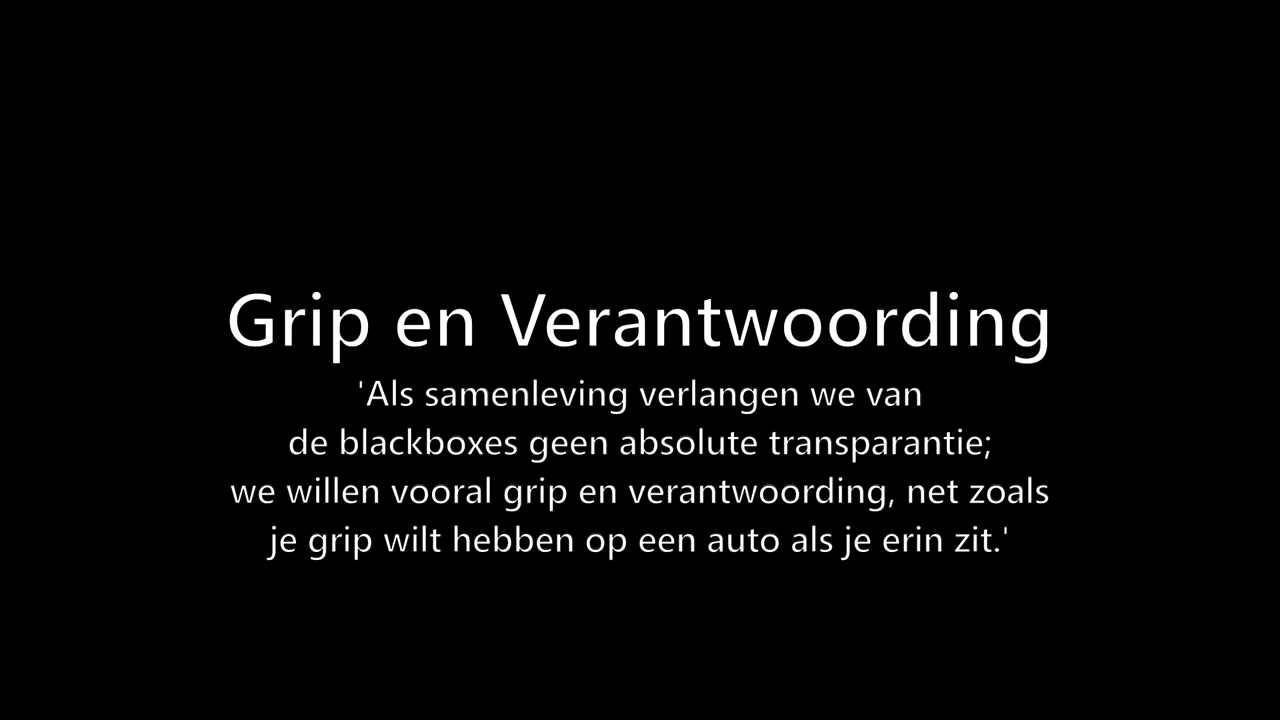 Grip en Verantwoording
'Als samenleving verlangen we van
de blackboxes geen absolute transparantie;
we willen vooral grip en verantwoording, net zoals
je grip wilt hebben op een auto als je erin zit.'